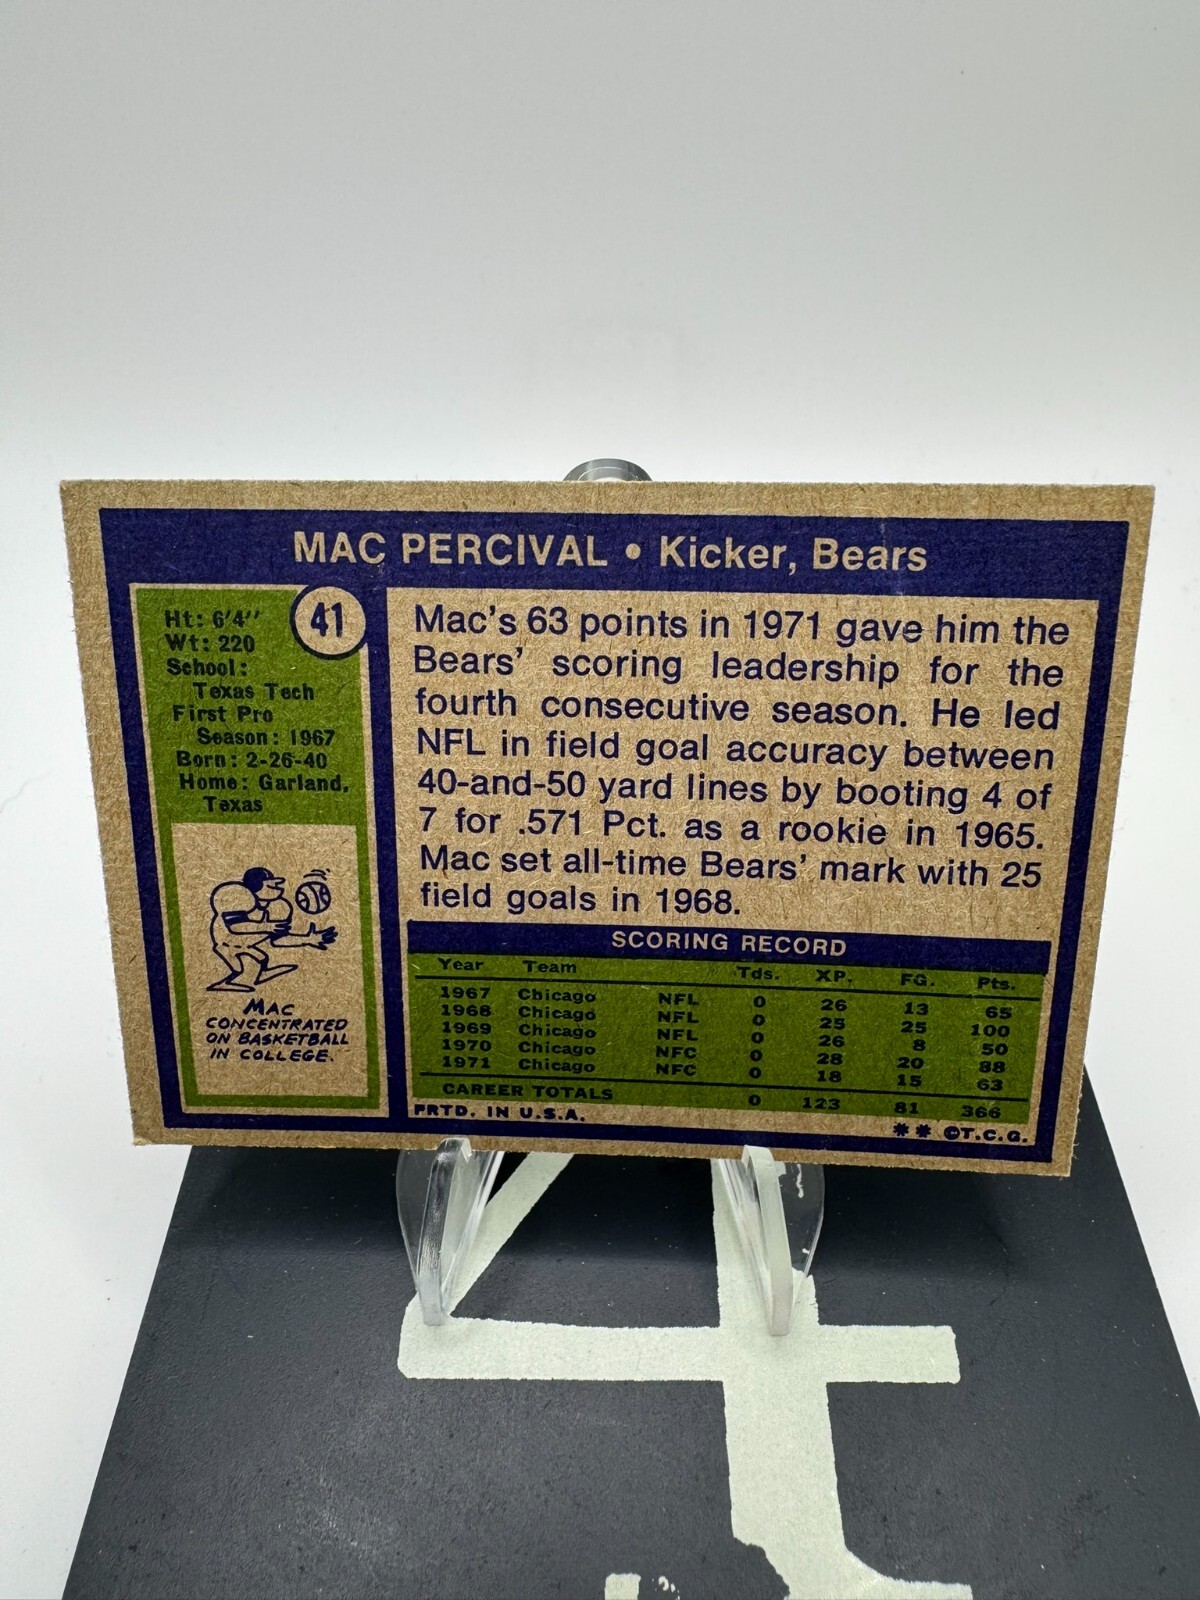 MAC PERCIVAL • Kicker, Bears
41
Ht: 6'4''
Wt: 220
School:
Texas Tech
First Pro
Season: 1967
Born: 2-26-40
Home: Garland,
Texas
MAC
CONCENTRATED
ON BASKETBALL
IN COLLEGE.
Mac's 63 points in 1971 gave him the
Bears' scoring leadership for the
fourth consecutive season. He led
NFL in field goal accuracy between
40-and-50 yard lines by booting 4 of
7 for .571 Pct. as a rookie in 1965.
Mac set all-time Bears' mark with 25
field goals in 1968.
SCORING RECORD
Year Team Tds. XP. FG. Pts.
1967 Chicago NFL 0 26 13 65
1968 Chicago NFL 0 25 25 100
1969 Chicago NFL 0 26 8 50
1970 Chicago NFC 0 28 20 88
1971 Chicago NFC 0 18 15 63
CAREER TOTALS 0 123 81 366
PRTD. IN U.S.A. ** ©T.C.G.